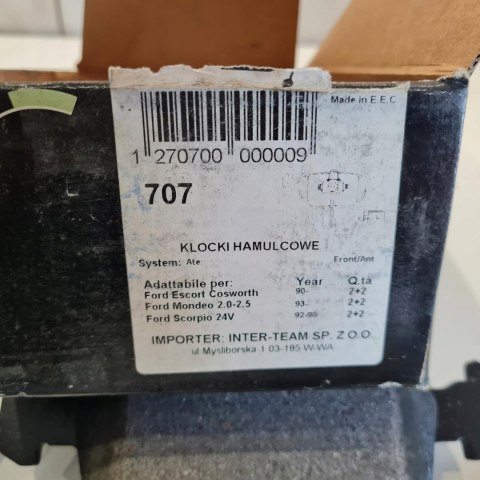 Made in E.E.C
1 270700 000009
707
KLOCKI HAMULCOWE
System: Ate Front/Ant
Adattabile per: Year Q.ta
Ford Escort Cosworth 90- 2+2
Ford Mondeo 2.0-2.5 93- 2+2
Ford Scorpio 24V 92-98 2+2
IMPORTER: INTER-TEAM SP. Z O.O.
ul Mysliborska 1 03-185 W-WA